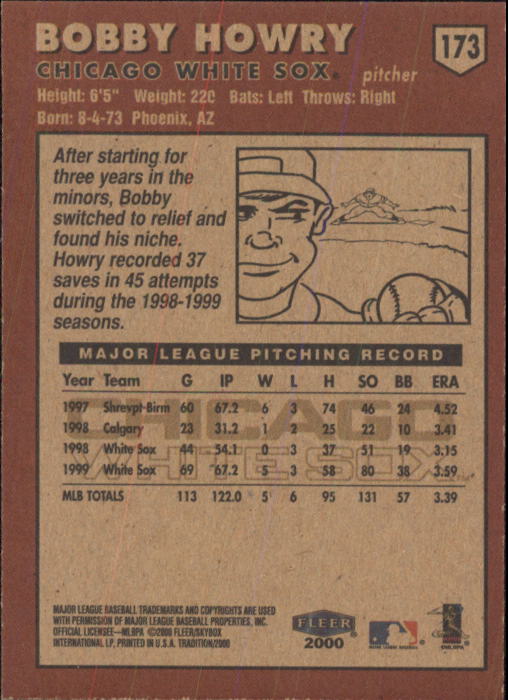 BOBBY HOWRY
173
CHICAGO WHITE SOX. pitcher
Height: 6'5" Weight: 220 Bats: Left Throws: Right
Born: 8-4-73 Phoenix, AZ
After starting for
three years in the
minors, Bobby
switched to relief and
found his niche.
Howry recorded 37
saves in 45 attempts
during the 1998-1999
seasons.
MAJOR LEAGUE PITCHING RECORD
Year Team G IP W L H SO BB ERA
1997 Shrevpt-Birm 60 67.2 6 3 74 46 24 4.52
1998 Calgary 23 31.2 1 2 25 22 10 3.41
1998 White Sox 44 54.1 0 3 37 51 19 3.15
1999 White Sox 69 67.2 5 3 58 80 38 3.59
MLB TOTALS 113 122.0 5 6 95 131 57 3.39
CHICAGO
WHITE SOX
MAJOR LEAGUE BASEBALL TRADEMARKS AND COPYRIGHTS ARE USED
WITH PERMISSION OF MAJOR LEAGUE BASEBALL PROPERTIES, INC.
OFFICIAL LICENSEE—MLBPA ©2000 FLEER/SKYBOX
INTERNATIONAL LP, PRINTED IN U.S.A. TRADITION/2000
FLEER
2000
MAJOR LEAGUE BASEBALL
©MLBPA